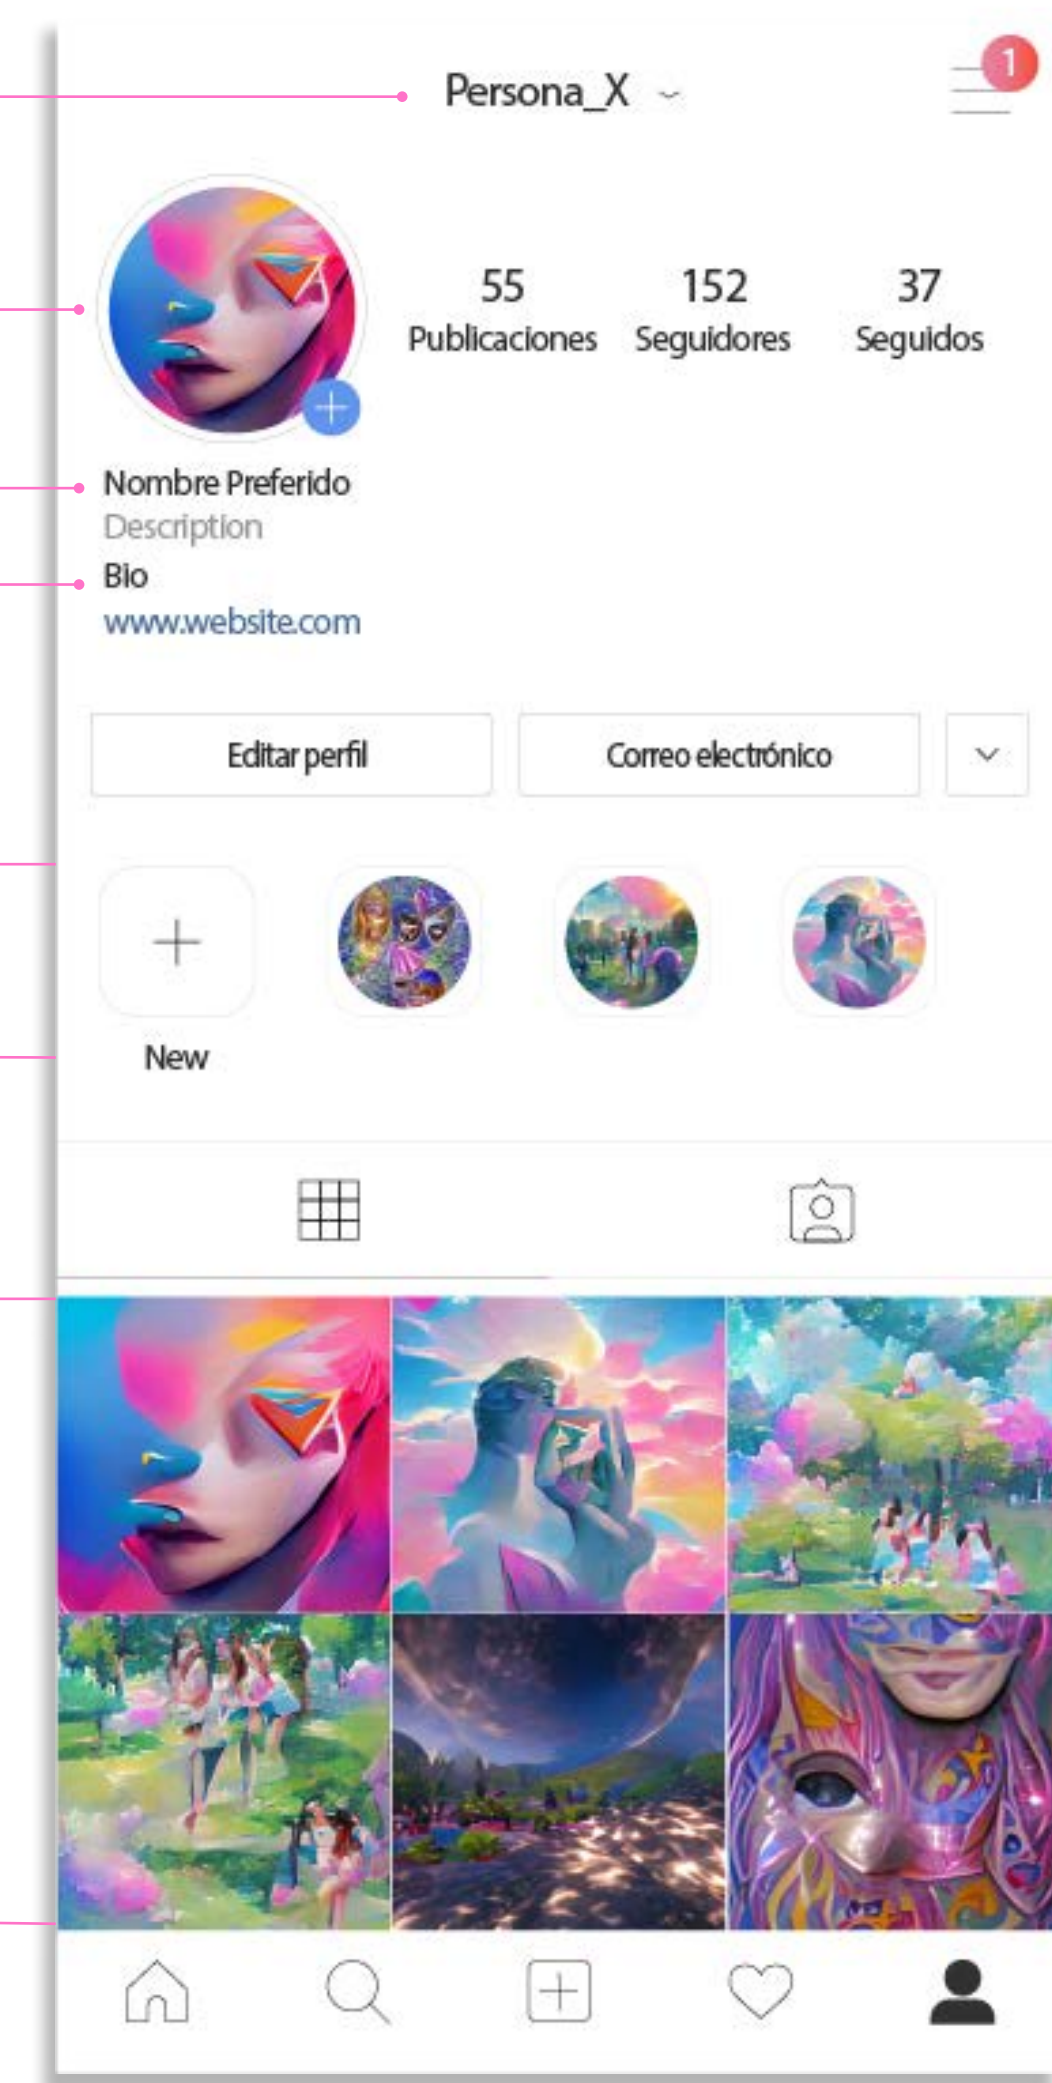 Persona_X
1
55 152 37
Publicaciones Seguidores Seguidos
Nombre Preferido
Description
Bio
www.website.com
Editar perfil Correo electrónico
New